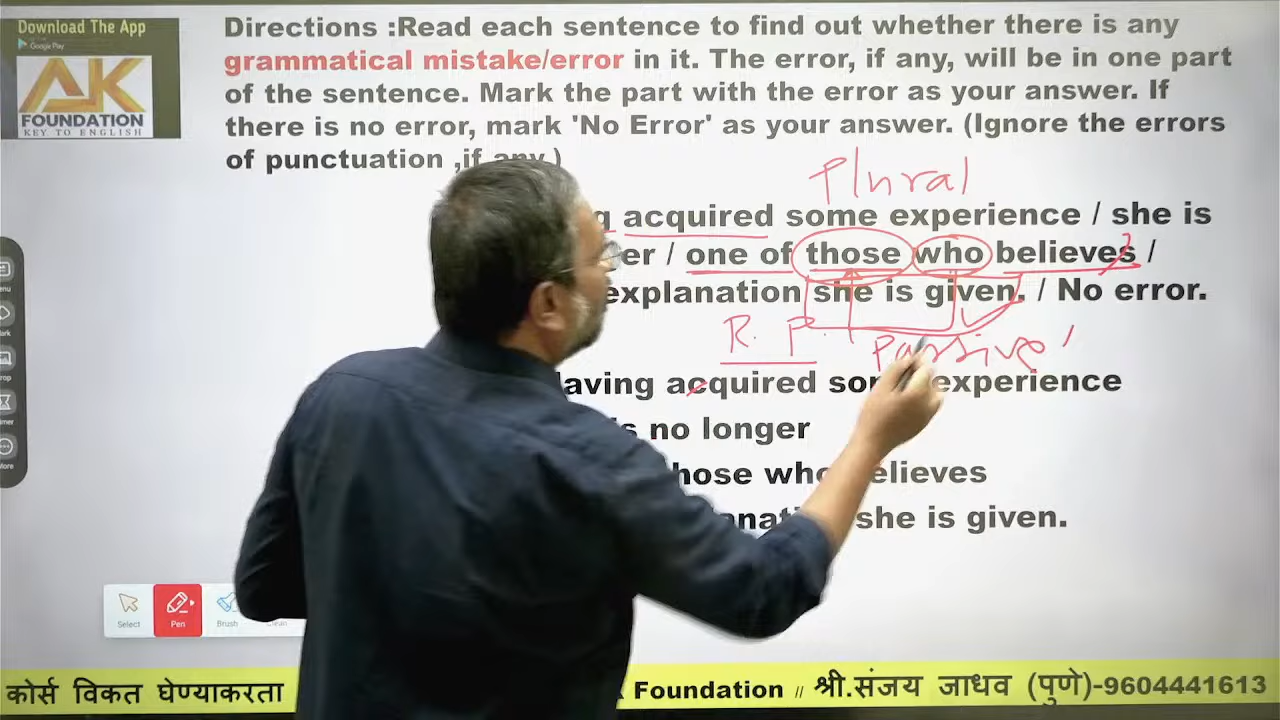 Download The App
Google Play
AK
FOUNDATION
KEY TO ENGLISH
Directions :Read each sentence to find out whether there is any
grammatical mistake/error in it. The error, if any, will be in one part
of the sentence. Mark the part with the error as your answer. If
there is no error, mark 'No Error' as your answer. (Ignore the errors
of punctuation ,if any.)
Plural
acquired some experience / she is
er / one of those who believes /
explanation she is given. / No error.
R. P.
Passive
aving acquired some experience
s no longer
hose who believes
she is given.
Select
Pen
Brush
Clean
कोर्स विकत घेण्याकरता
Foundation // श्री.संजय जाधव (पुणे)-9604441613